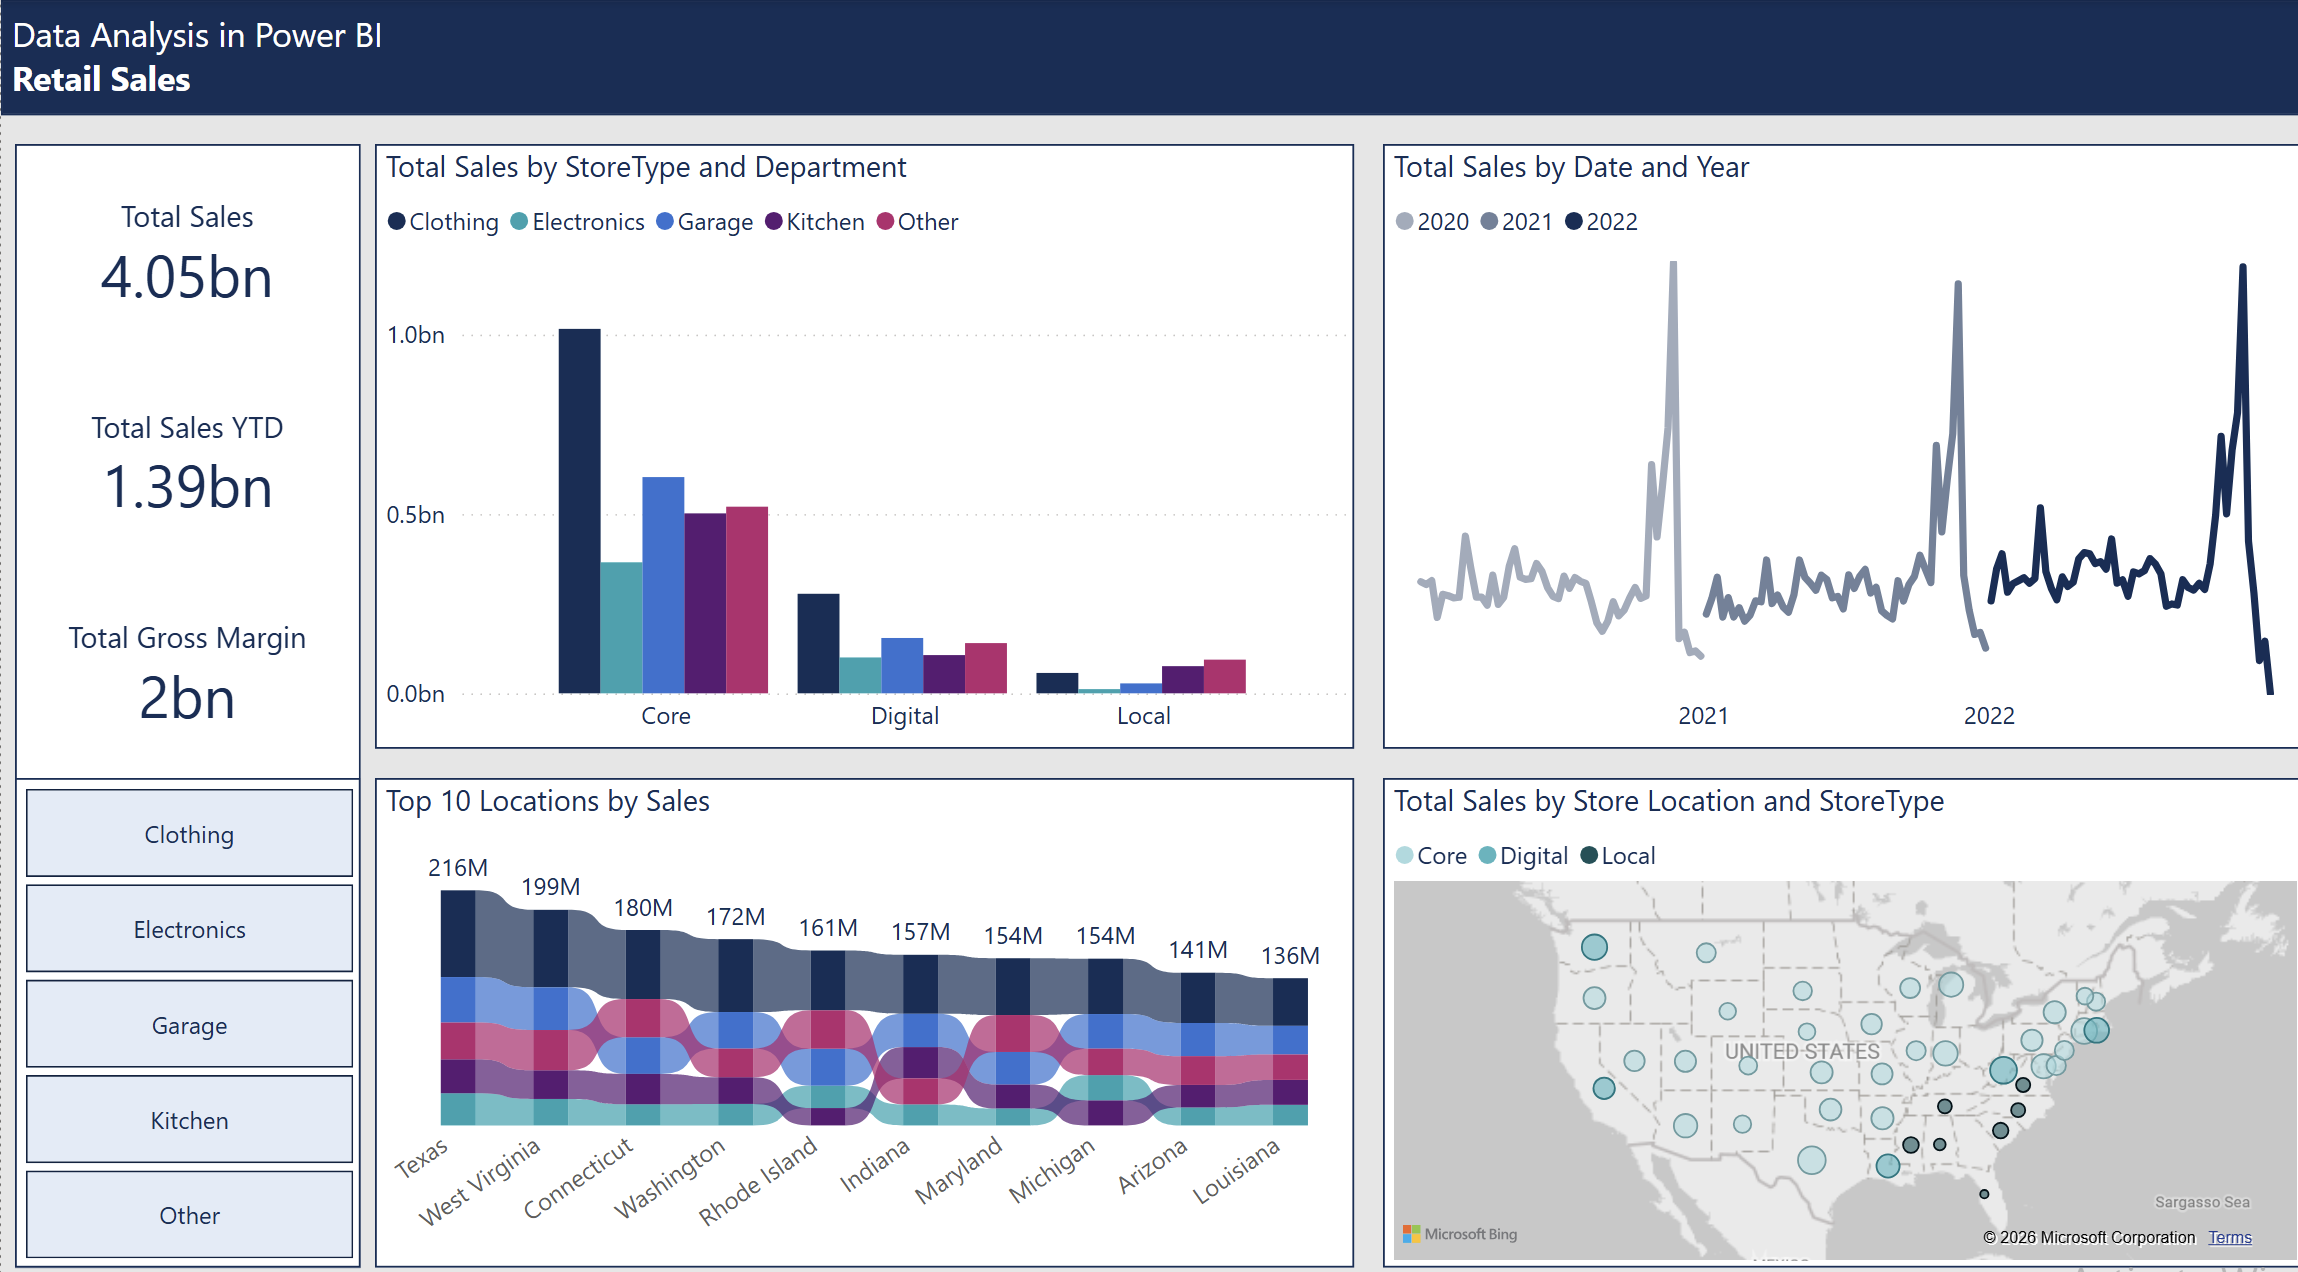 Data Analysis in Power BI
Retail Sales
Total Sales
4.05bn
Total Sales YTD
1.39bn
Total Gross Margin
2bn
Clothing
Electronics
Garage
Kitchen
Other
Total Sales by StoreType and Department
Clothing Electronics Garage Kitchen Other
1.0bn
0.5bn
0.0bn
Core Digital Local
Total Sales by Date and Year
2020 2021 2022
2021 2022
Top 10 Locations by Sales
216M 199M 180M 172M 161M 157M 154M 154M 141M 136M
Texas West Virginia Connecticut Washington Rhode Island Indiana Maryland Michigan Arizona Louisiana
Total Sales by Store Location and StoreType
Core Digital Local
UNITED STATES
Sargasso Sea
Microsoft Bing
© 2026 Microsoft Corporation Terms